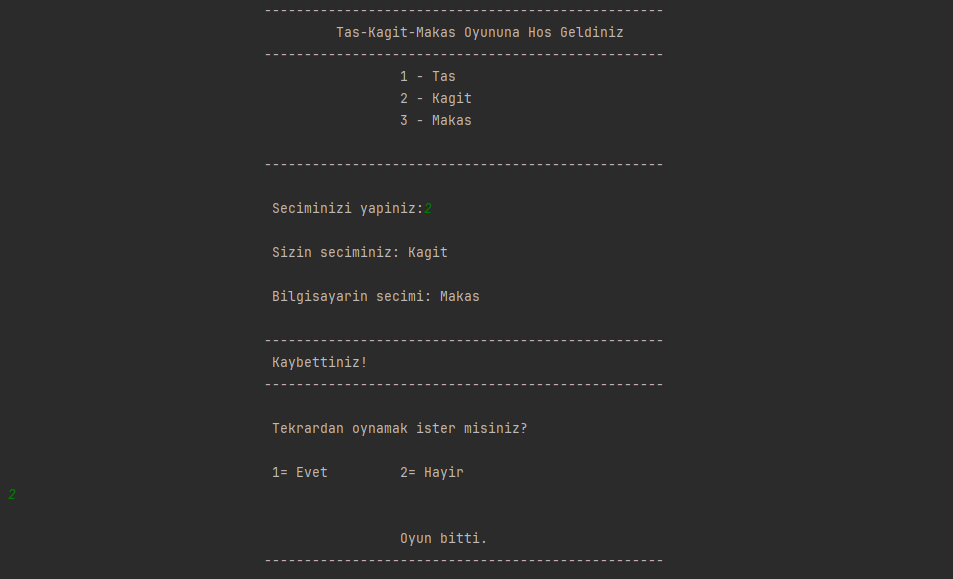 --------------------------------------------------
Tas-Kagit-Makas Oyununa Hos Geldiniz
--------------------------------------------------
1 - Tas
2 - Kagit
3 - Makas
--------------------------------------------------
Seciminizi yapiniz:2
Sizin seciminiz: Kagit
Bilgisayarin secimi: Makas
--------------------------------------------------
Kaybettiniz!
--------------------------------------------------
Tekrardan oynamak ister misiniz?
1= Evet         2= Hayir
2
Oyun bitti.
--------------------------------------------------